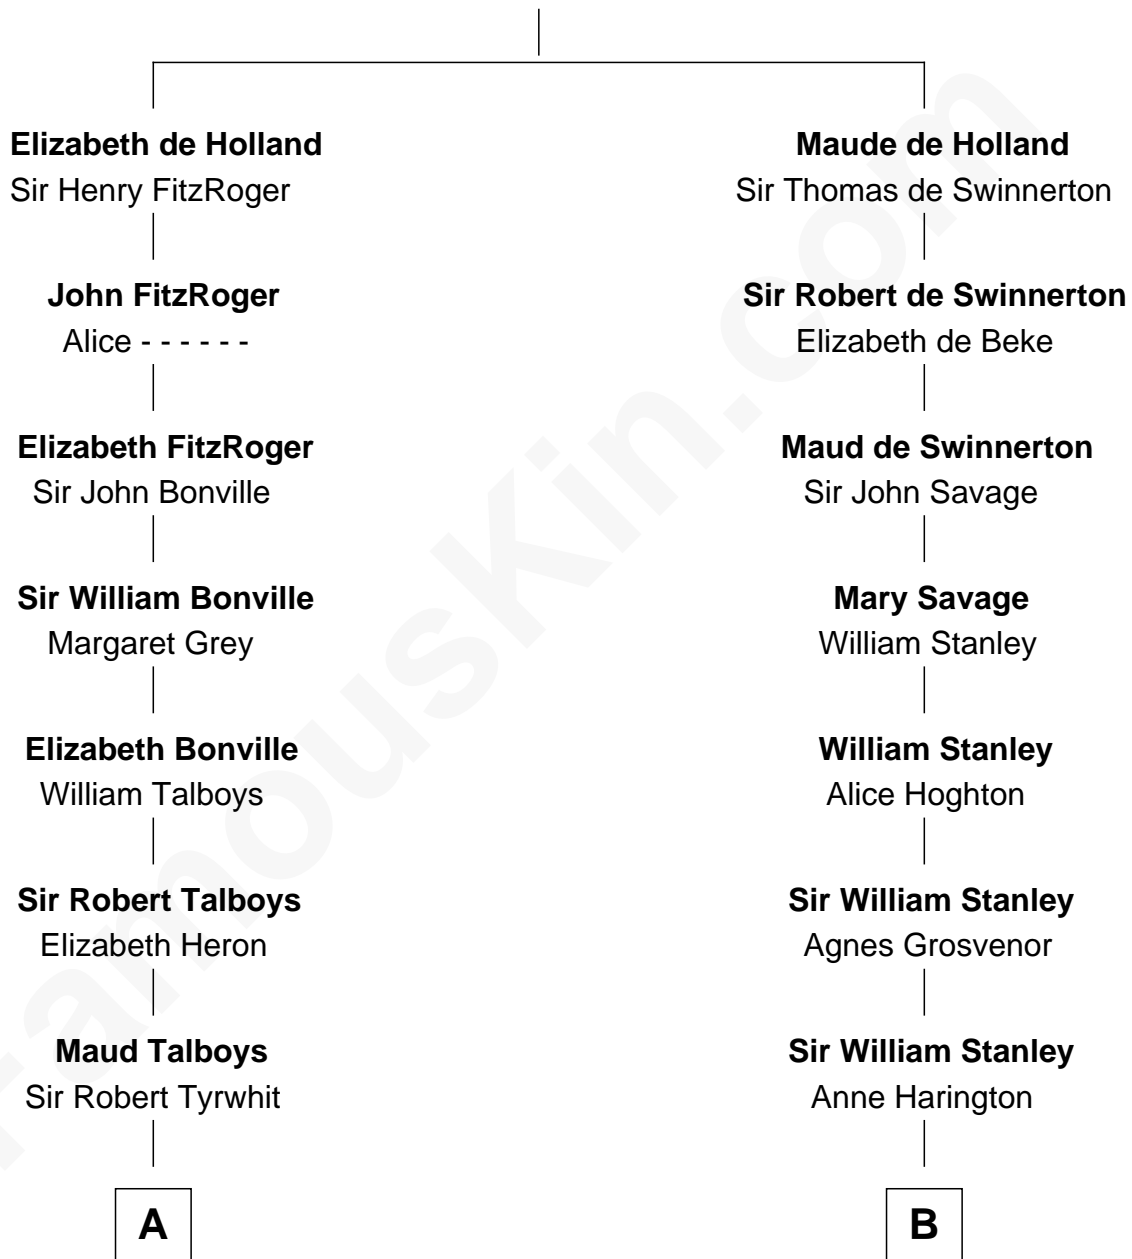 Elizabeth de Holland
Sir Henry FitzRoger
John FitzRoger
Alice - - - - - -
Elizabeth FitzRoger
Sir John Bonville
Sir William Bonville
Margaret Grey
Elizabeth Bonville
William Talboys
Sir Robert Talboys
Elizabeth Heron
Maud Talboys
Sir Robert Tyrwhit
A
Maude de Holland
Sir Thomas de Swinnerton
Sir Robert de Swinnerton
Elizabeth de Beke
Maud de Swinnerton
Sir John Savage
Mary Savage
William Stanley
William Stanley
Alice Hoghton
Sir William Stanley
Agnes Grosvenor
Sir William Stanley
Anne Harington
B
FamousKin.com